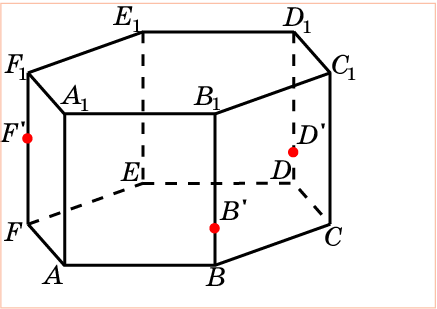 E₁ D₁
F₁ C₁
A₁ B₁
F' D'
E D
B'
F C
A B